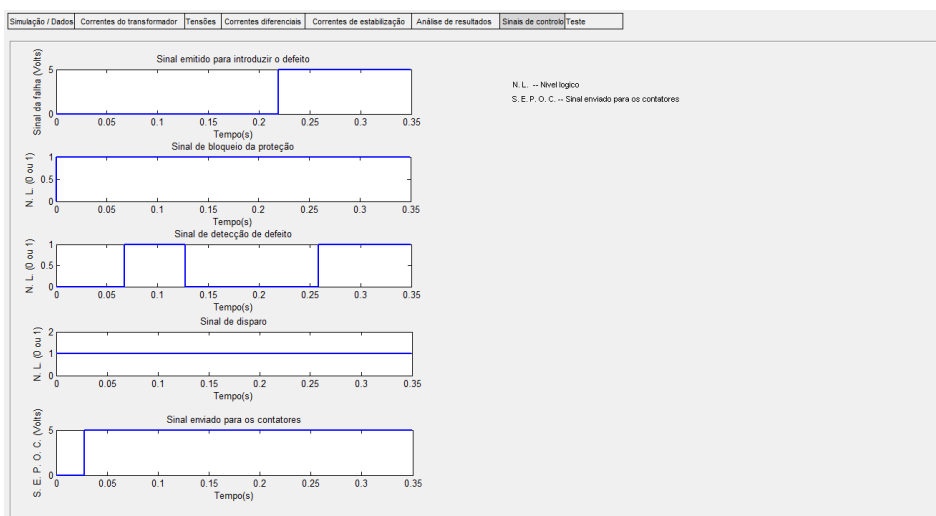 Simulação / Dados Correntes do transformador Tensões Correntes diferenciais Correntes de estabilização Análise de resultados Sinais de controlo Teste
Sinal emitido para introduzir o defeito
Sinal da falha (Volts)
5
0
0 0.05 0.1 0.15 0.2 0.25 0.3 0.35
Tempo(s)
N. L. -- Nivel logico
S. E. P. O. C. -- Sinal enviado para os contatores
Sinal de bloqueio da proteção
N. L. (0 ou 1)
1
0.5
0
0 0.05 0.1 0.15 0.2 0.25 0.3 0.35
Tempo(s)
Sinal de detecção de defeito
N. L. (0 ou 1)
1
0.5
0
0 0.05 0.1 0.15 0.2 0.25 0.3 0.35
Tempo(s)
Sinal de disparo
N. L. (0 ou 1)
2
1
0
0 0.05 0.1 0.15 0.2 0.25 0.3 0.35
Tempo(s)
Sinal enviado para os contatores
S. E. P. O. C. (Volts)
5
0
0 0.05 0.1 0.15 0.2 0.25 0.3 0.35
Tempo(s)